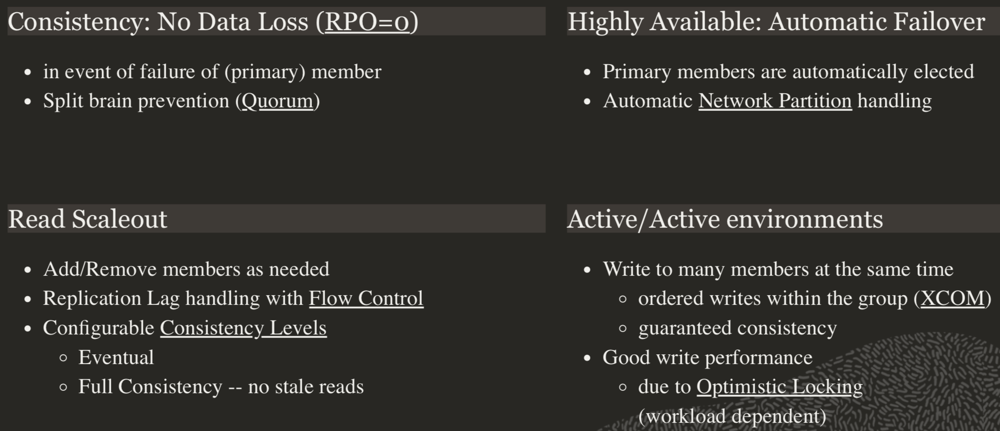 Consistency: No Data Loss (RPO=0)
in event of failure of (primary) member
Split brain prevention (Quorum)
Highly Available: Automatic Failover
Primary members are automatically elected
Automatic Network Partition handling
Read Scaleout
Add/Remove members as needed
Replication Lag handling with Flow Control
Configurable Consistency Levels
Eventual
Full Consistency -- no stale reads
Active/Active environments
Write to many members at the same time
ordered writes within the group (XCOM)
guaranteed consistency
Good write performance
due to Optimistic Locking
(workload dependent)